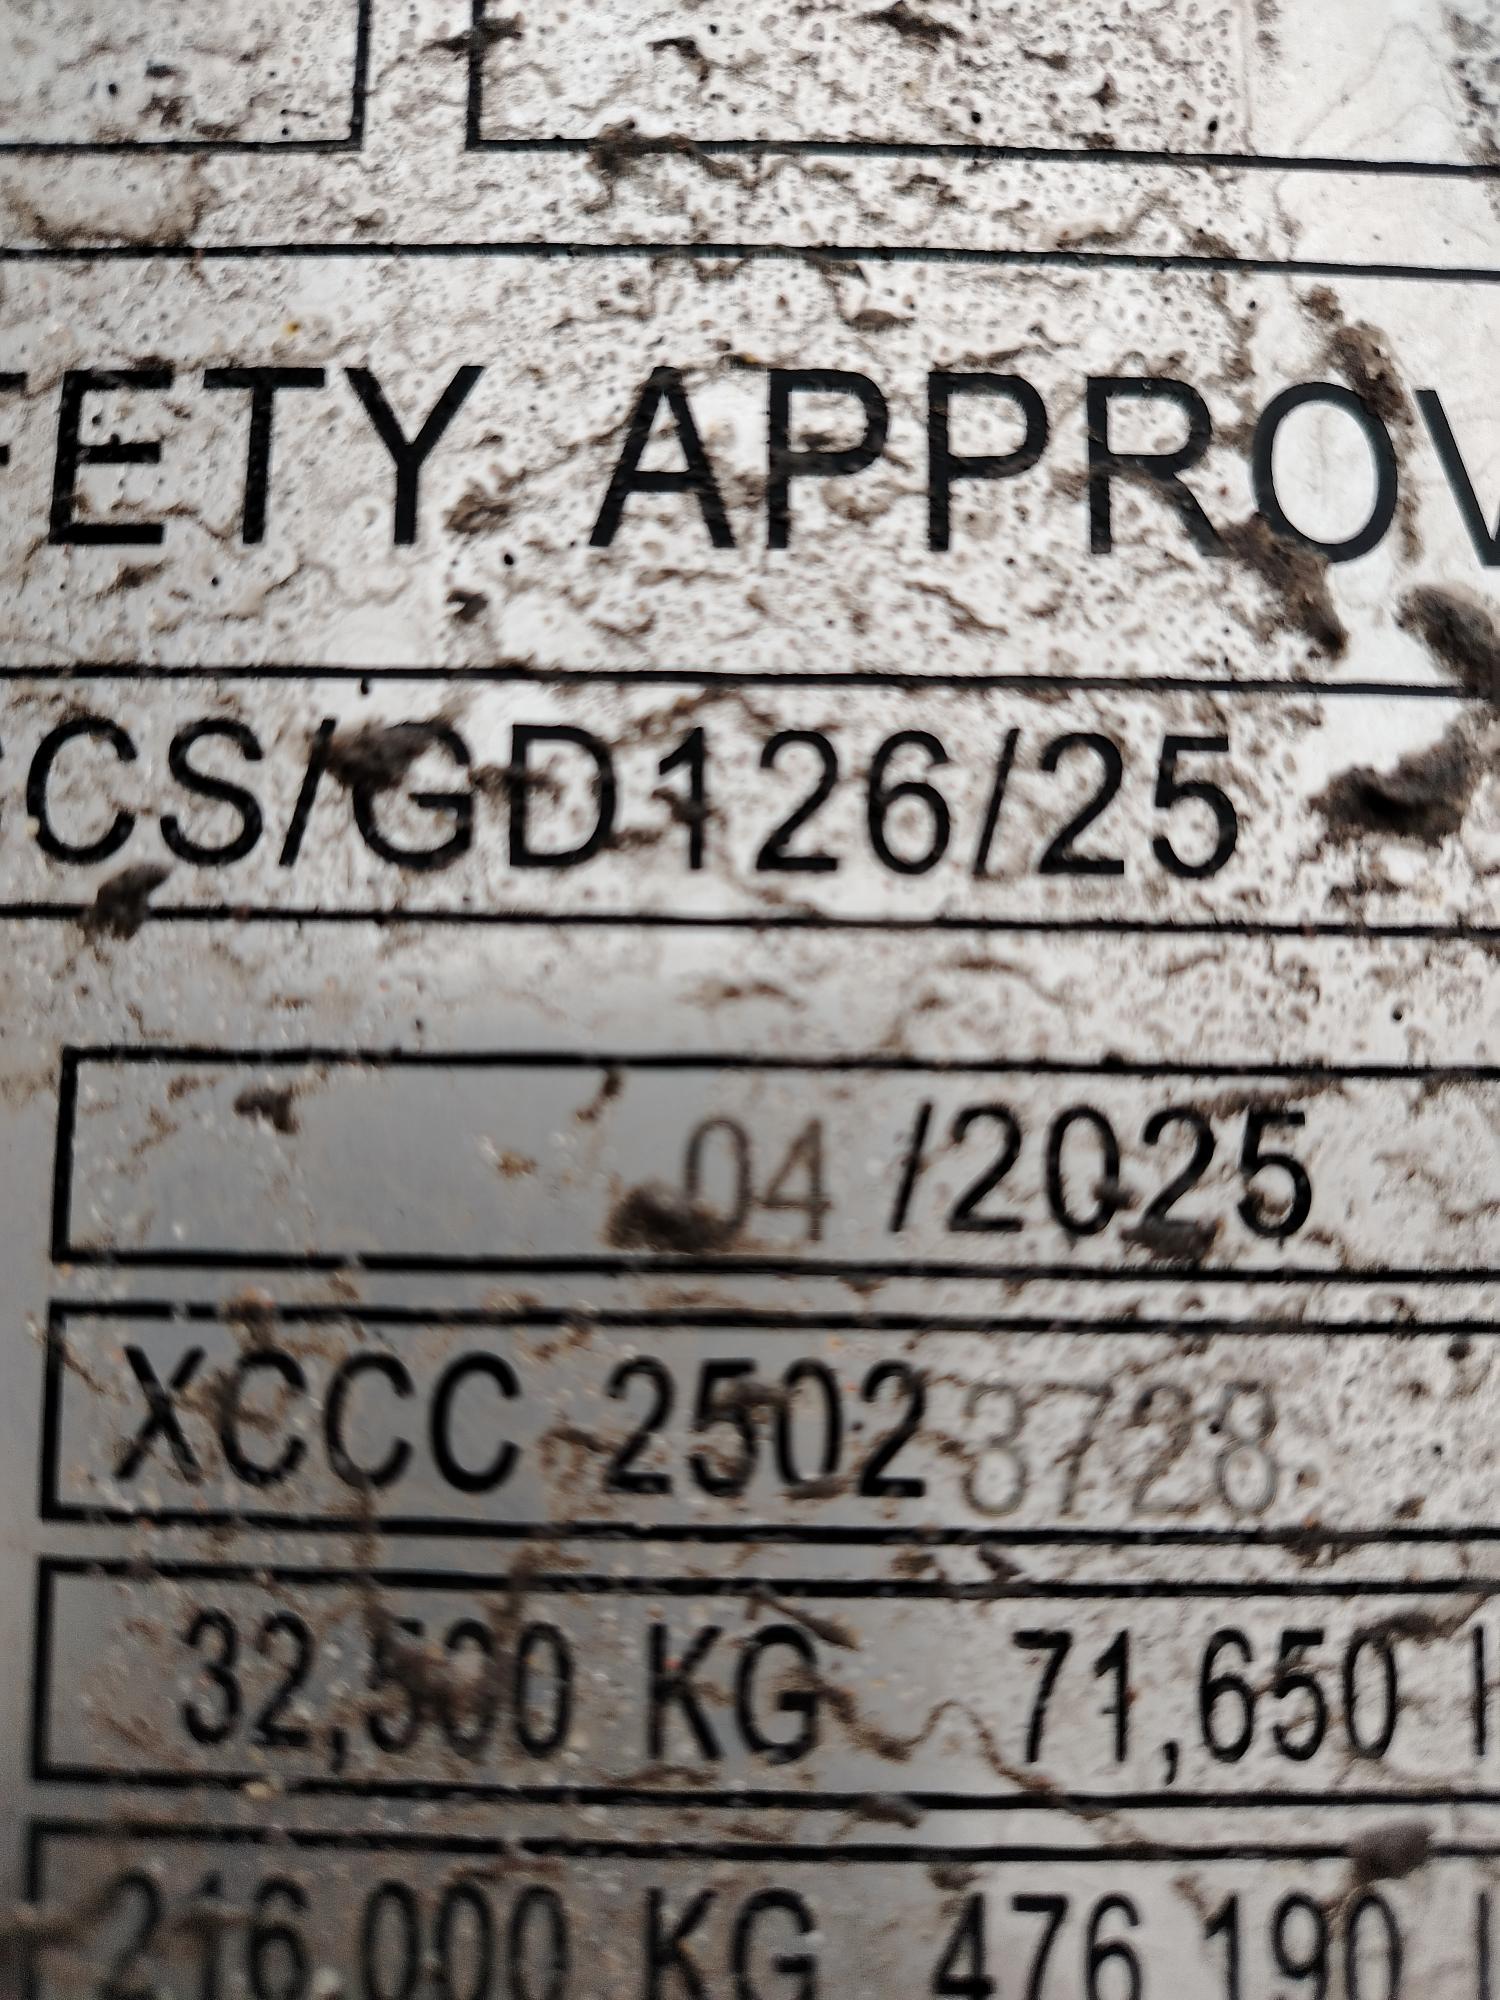 FETY APPROV
CS/GD126/25
04 /2025
XCCC 25023728
32,500 KG 71,650
216,000 KG 476,190